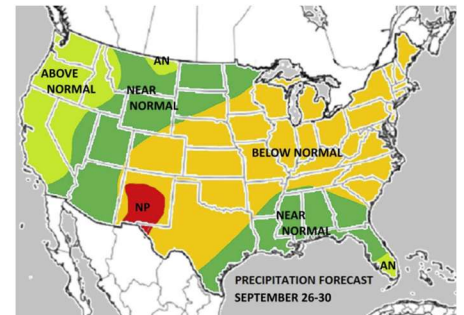 AN
ABOVE
NORMAL
NEAR
NORMAL
BELOW NORMAL
NP
NEAR
NORMAL
AN
PRECIPITATION FORECAST
SEPTEMBER 26-30